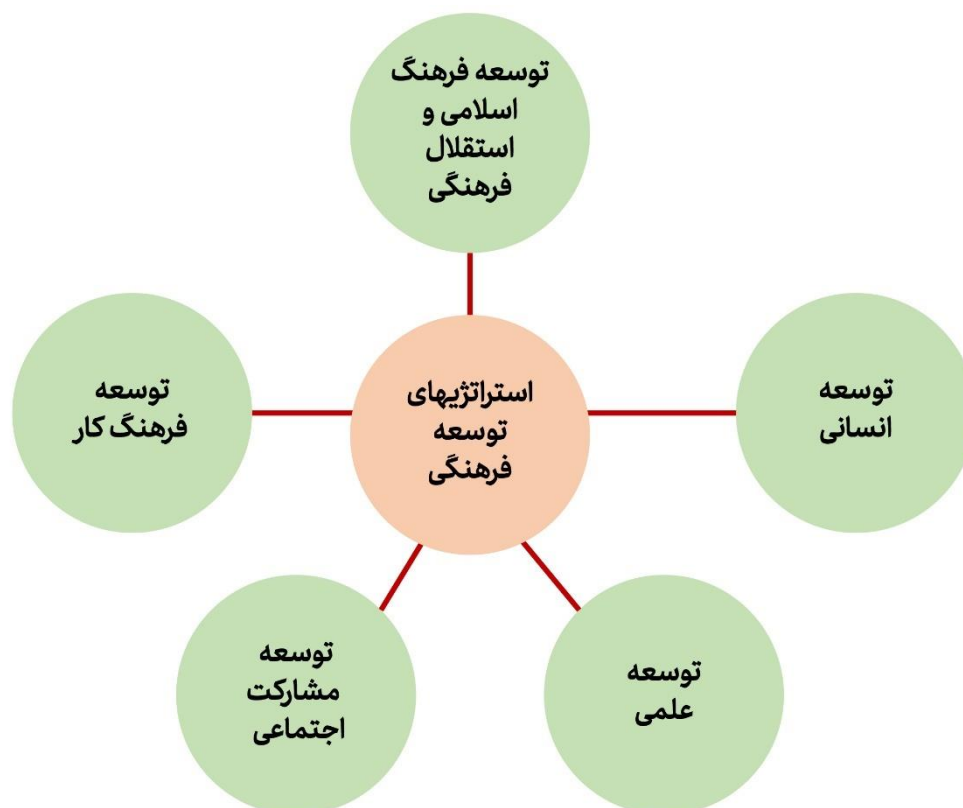 توسعه فرهنگ
اسلامی و
استقلال
فرهنگی
توسعه
انسانی
استراتژیهای
توسعه
فرهنگی
توسعه
فرهنگ کار
توسعه
علمی
توسعه
مشارکت
اجتماعی